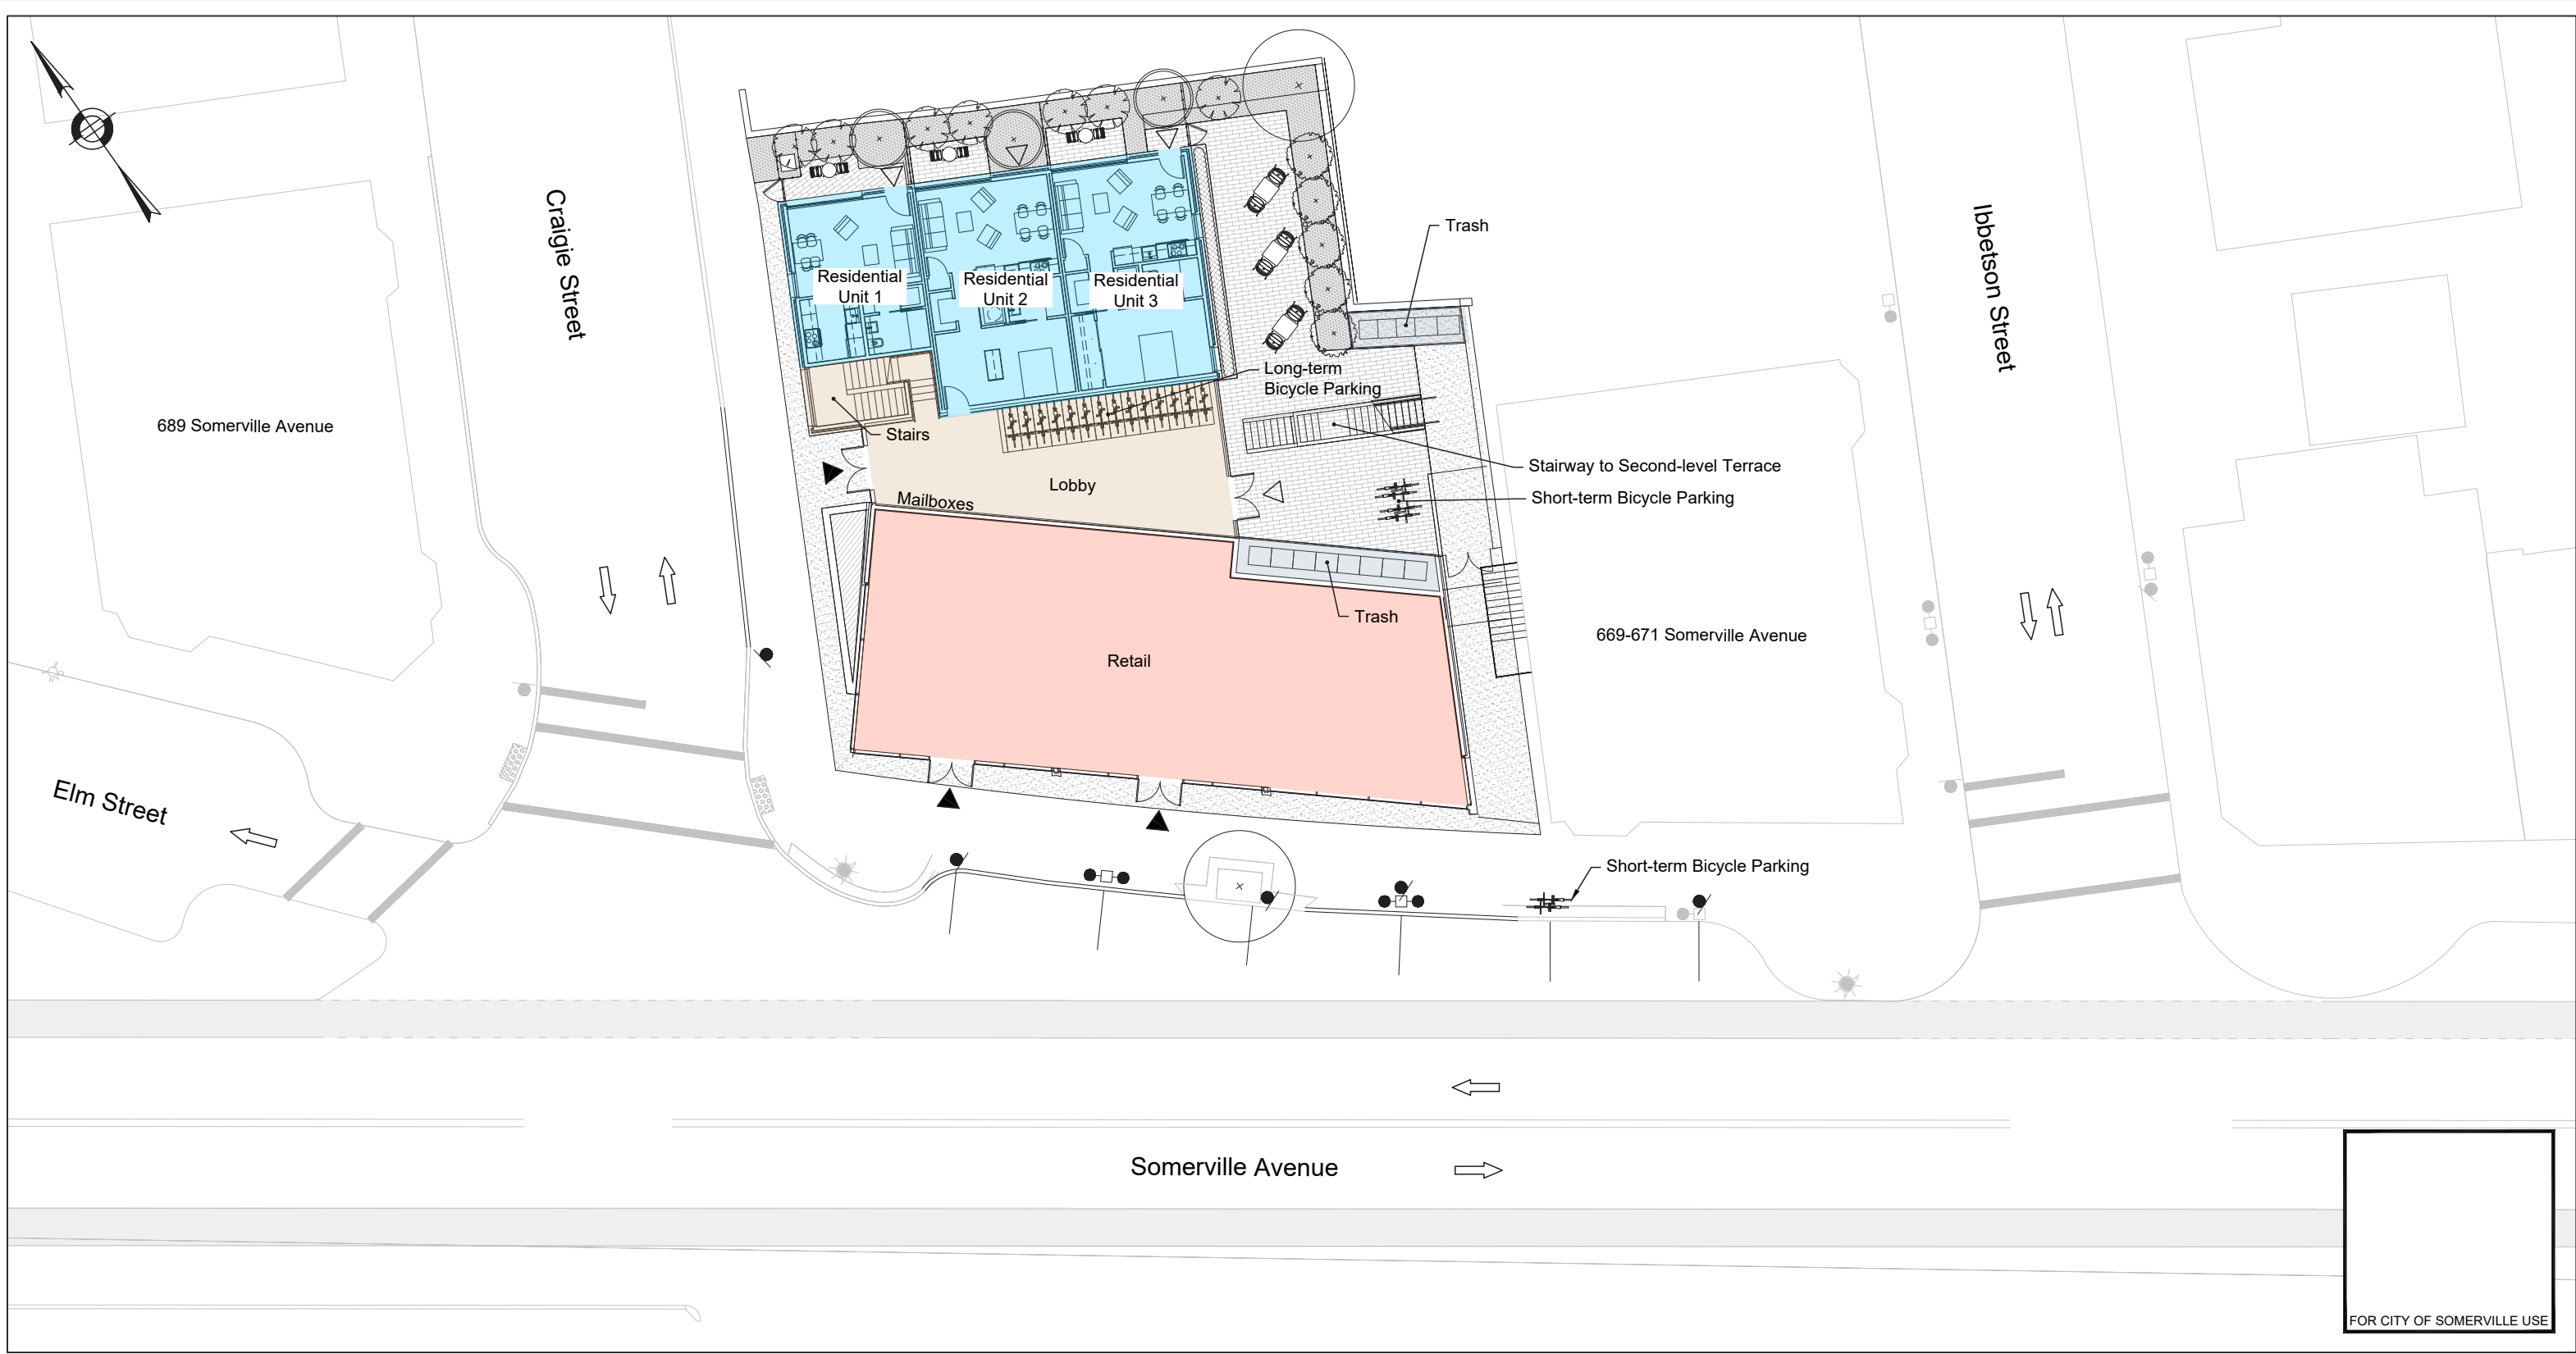 Trash
Craigie Street
Ibbetson Street
Residential
Unit 1
Residential
Unit 2
Residential
Unit 3
Long-term
Bicycle Parking
689 Somerville Avenue
Stairs
Stairway to Second-level Terrace
Lobby
Mailboxes
Short-term Bicycle Parking
Trash
669-671 Somerville Avenue
Retail
Elm Street
Short-term Bicycle Parking
Somerville Avenue
FOR CITY OF SOMERVILLE USE